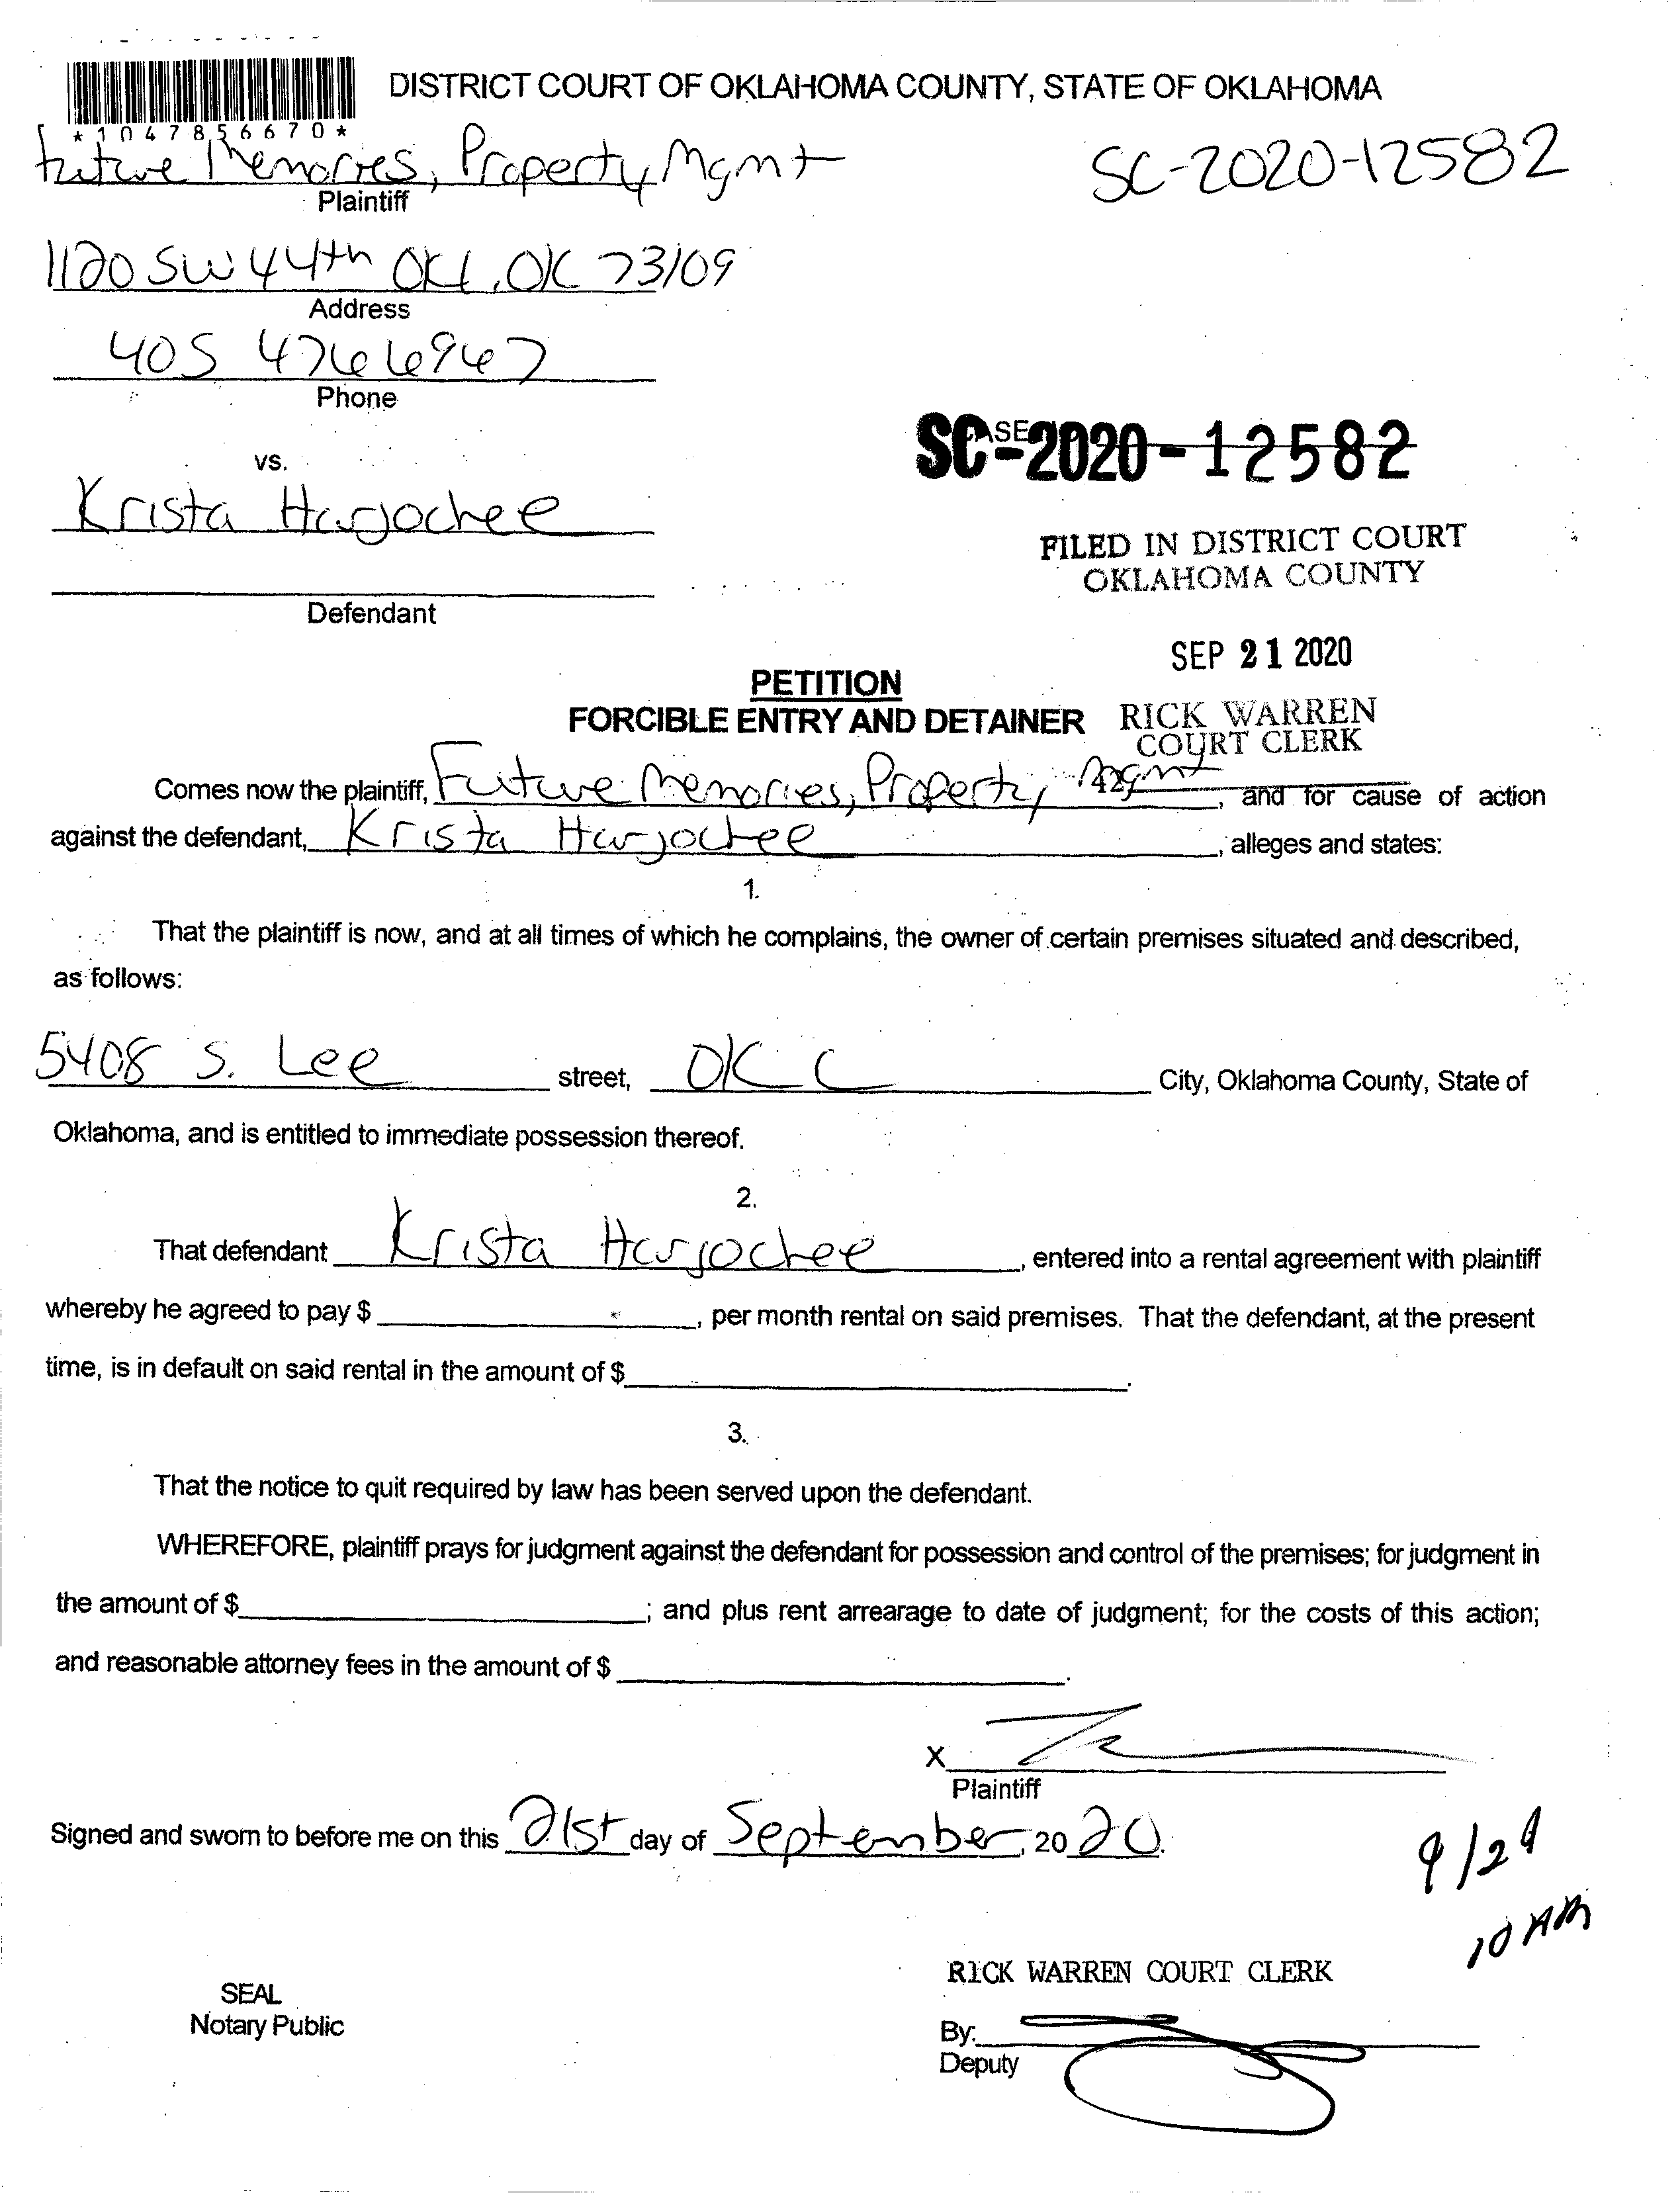 DISTRICT COURT OF OKLAHOMA COUNTY, STATE OF OKLAHOMA
*1047856670*
Future Memories, Property Mgmt
SC-2020-12582
Plaintiff
1120 SW 44th OKC, OK 73109
Address
405 476 6967
Phone
SC-2020-12582
vs.
Krista Harjochee
FILED IN DISTRICT COURT
OKLAHOMA COUNTY
Defendant
SEP 21 2020
PETITION
FORCIBLE ENTRY AND DETAINER
RICK WARREN
COURT CLERK
Comes now the plaintiff, Future Memories, Property Mgmt, and for cause of action
against the defendant, Krista Harjochee, alleges and states:
1.
That the plaintiff is now, and at all times of which he complains, the owner of certain premises situated and described,
as follows:
5408 S. Lee street, OKC City, Oklahoma County, State of
Oklahoma, and is entitled to immediate possession thereof.
2.
That defendant Krista Harjochee, entered into a rental agreement with plaintiff
whereby he agreed to pay $ , per month rental on said premises. That the defendant, at the present
time, is in default on said rental in the amount of $ .
3.
That the notice to quit required by law has been served upon the defendant.
WHEREFORE, plaintiff prays for judgment against the defendant for possession and control of the premises; for judgment in
the amount of $ ; and plus rent arrearage to date of judgment; for the costs of this action;
and reasonable attorney fees in the amount of $ .
X
Plaintiff
Signed and sworn to before me on this 21st day of September, 2020.
9/29
10 AM
RICK WARREN COURT CLERK
SEAL
Notary Public
By:
Deputy